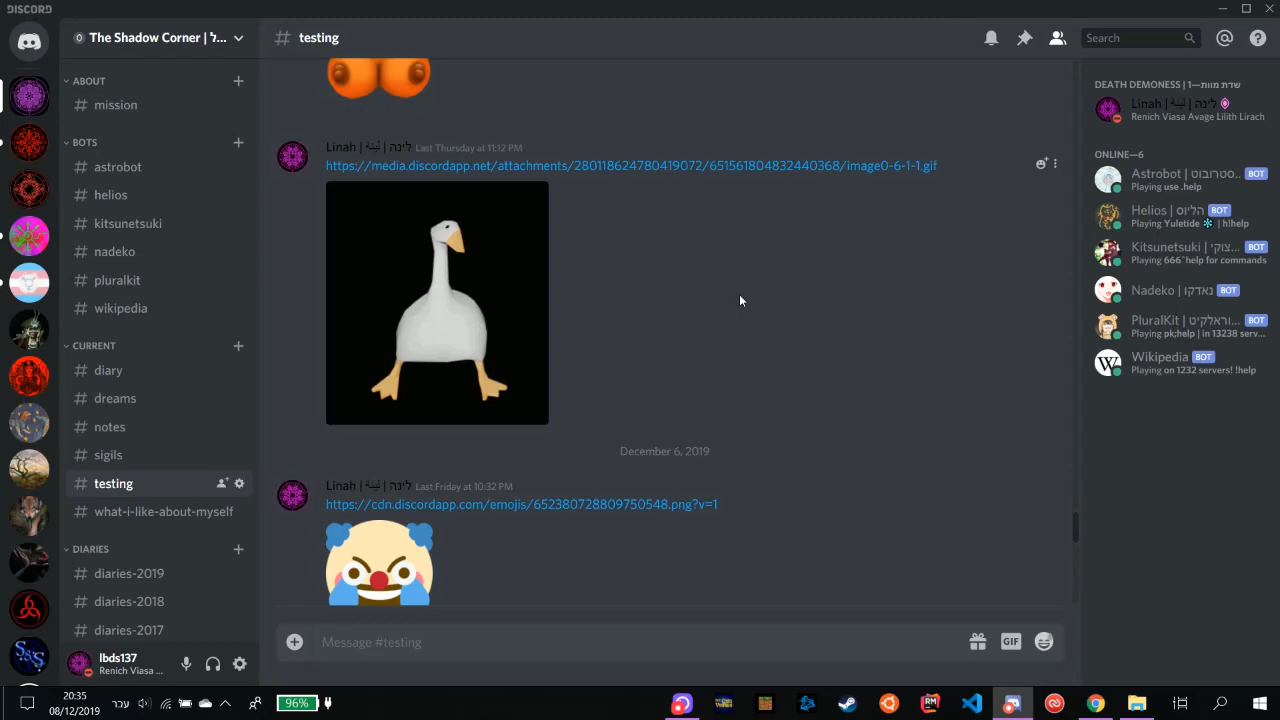 DISCORD
The Shadow Corner | ל...
# testing
Search
ABOUT
# mission
BOTS
# astrobot
# helios
# kitsunetsuki
# nadeko
# pluralkit
# wikipedia
CURRENT
# diary
# dreams
# notes
# sigils
# testing
# what-i-like-about-myself
DIARIES
# diaries-2019
# diaries-2018
# diaries-2017
lbds137
Renich Viasa ...
Linah | لينة | לינה Last Thursday at 11:12 PM
https://media.discordapp.net/attachments/280118624780419072/651561804832440368/image0-6-1-1.gif
December 6, 2019
Linah | لينة | לינה Last Friday at 10:32 PM
https://cdn.discordapp.com/emojis/652380728809750548.png?v=1
Message #testing
GIF
DEATH DEMONESS | שדת מוות—1
Linah | لينة | לינה
Renich Viasa Avage Lilith Lirach
ONLINE—6
Astrobot | אסטרובוט... BOT
Playing use .help
Helios | הליוס BOT
Playing Yuletide | h!help
Kitsunetsuki | ...צוקי BOT
Playing 666^help for commands
Nadeko | נאדקו BOT
PluralKit | ...וראלקיט BOT
Playing pk;help | in 13238 serv...
Wikipedia BOT
Playing on 1232 servers! !help
20:35
08/12/2019
עבר
96%